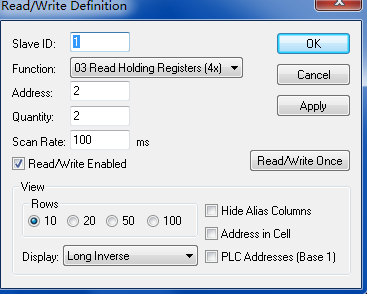 Read/Write Definition
Slave ID: 1
OK
Function: 03 Read Holding Registers (4x)
Cancel
Address: 2
Apply
Quantity: 2
Scan Rate: 100 ms
Read/Write Enabled
Read/Write Once
View
Rows
10 20 50 100
Hide Alias Columns
Address in Cell
Display: Long Inverse
PLC Addresses (Base 1)